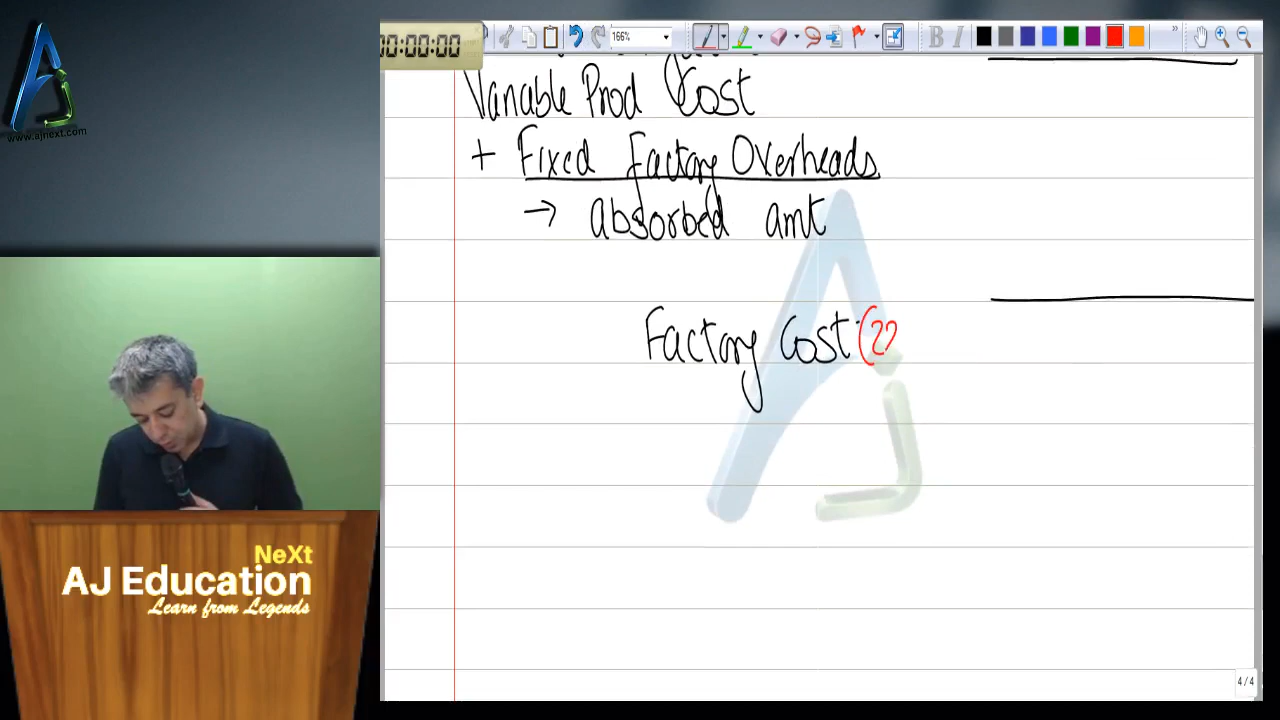 00:00:00
166%
B I
www.ajnext.com
Variable Prod Cost
+ Fixed Factory Overheads
→ absorbed amt
Factory Cost (22
NeXt
AJ Education
Learn from Legends
4/4